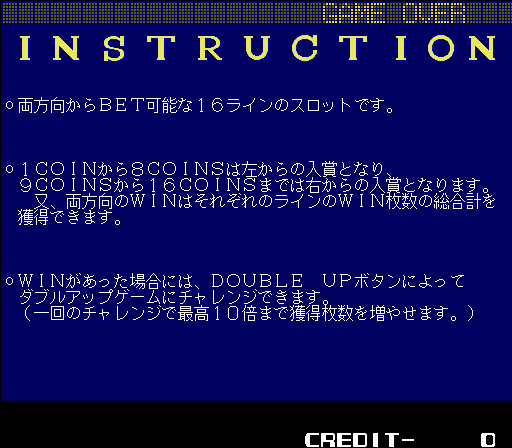 GAME OVER
INSTRUCTION
○両方向からBET可能な16ラインのスロットです。
○1COINから8COINSは左からの入賞となり、
9COINSから16COINSまでは右からの入賞となります。
又、両方向のWINはそれぞれのラインのWIN枚数の総合計を
獲得できます。
○WINがあった場合には、DOUBLE UPボタンによって
ダブルアップゲームにチャレンジできます。
(一回のチャレンジで最高10倍まで獲得枚数を増やせます。)
CREDIT- 0